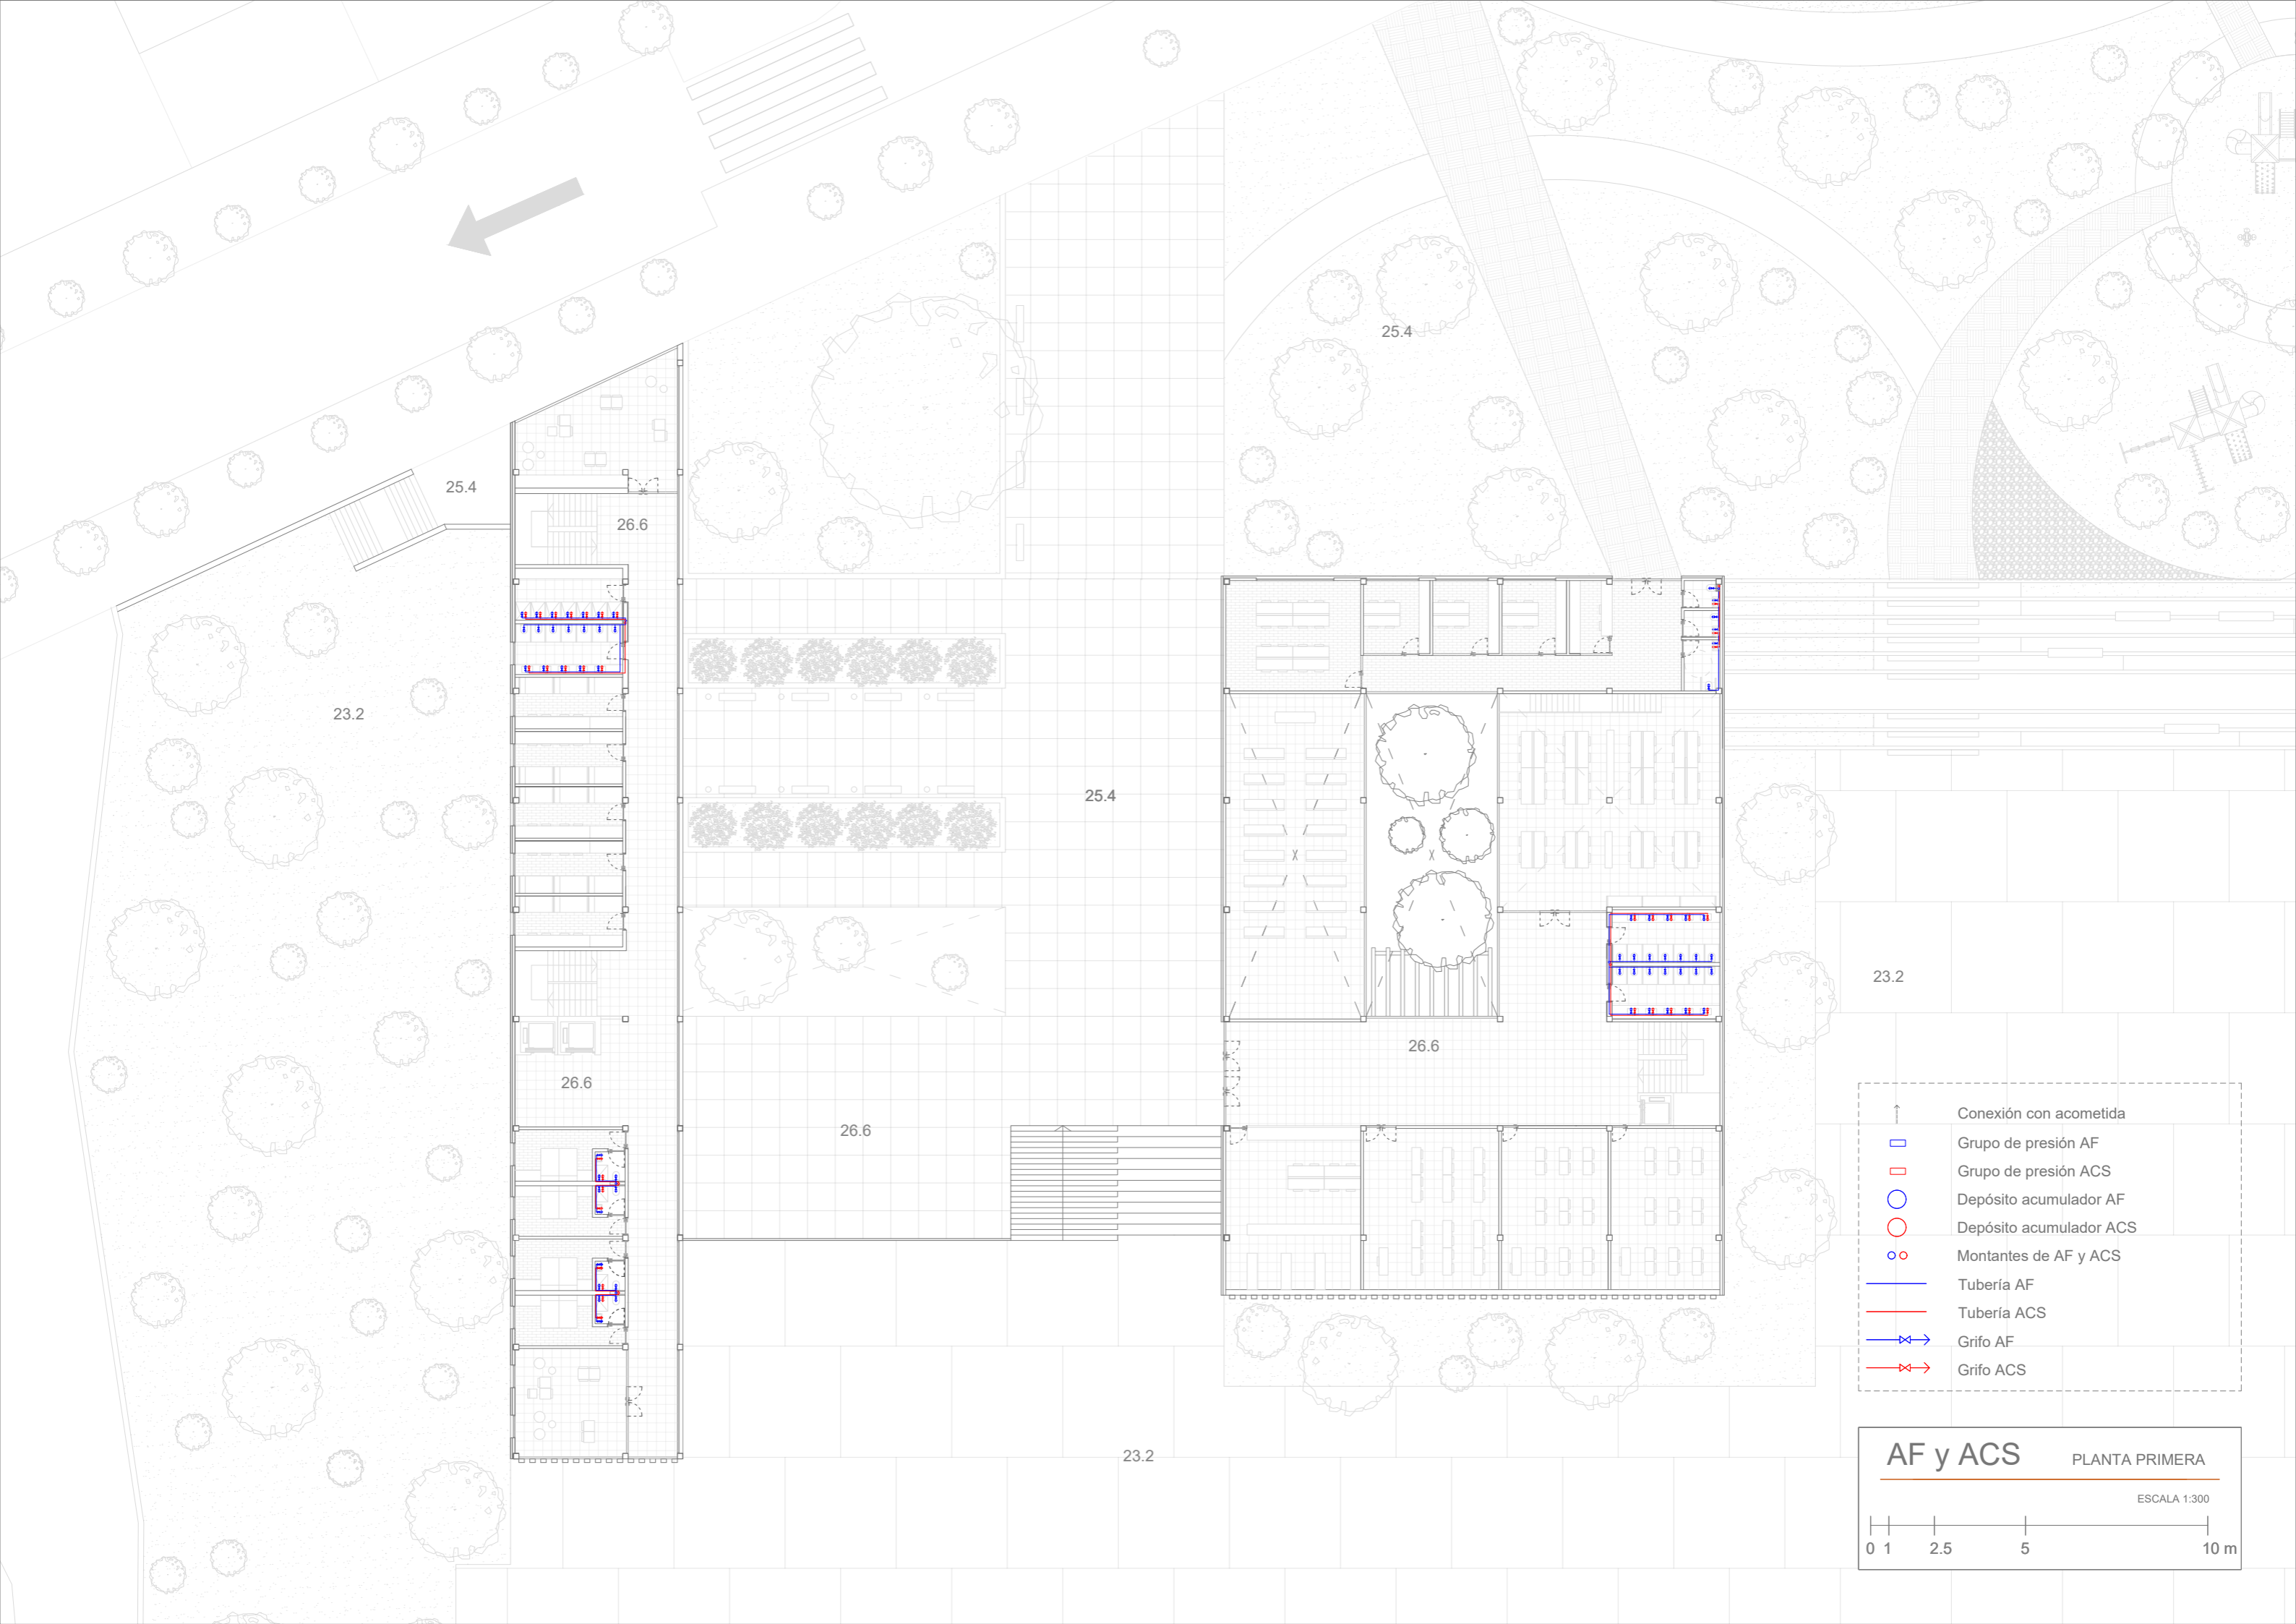 25.4
25.4
26.6
23.2
25.4
23.2
26.6
26.6
26.6
23.2
Conexión con acometida
Grupo de presión AF
Grupo de presión ACS
Depósito acumulador AF
Depósito acumulador ACS
Montantes de AF y ACS
Tubería AF
Tubería ACS
Grifo AF
Grifo ACS
AF y ACS PLANTA PRIMERA
ESCALA 1:300
0 1 2.5 5 10 m